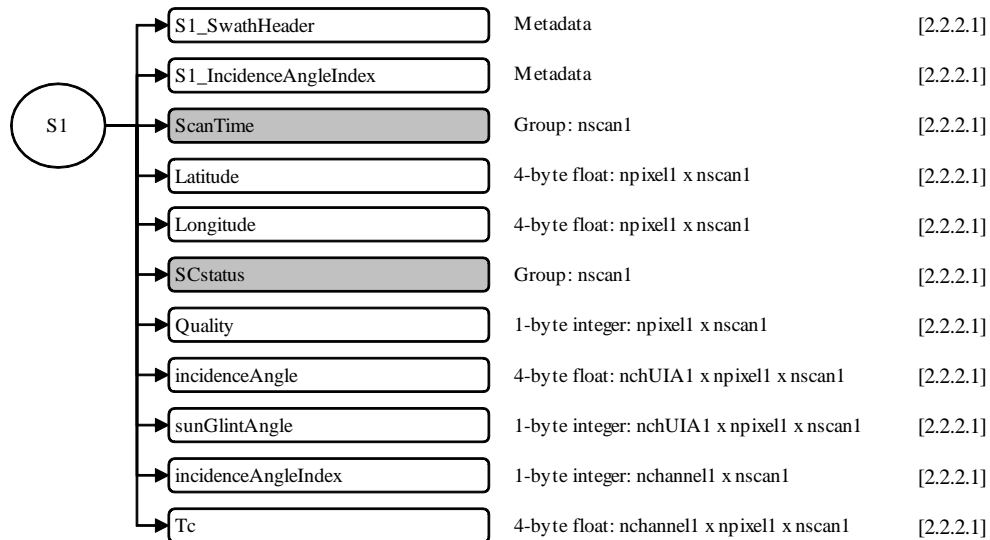 S1_SwathHeader Metadata [2.2.2.1]
S1_IncidenceAngleIndex Metadata [2.2.2.1]
S1 ScanTime Group: nscan1 [2.2.2.1]
Latitude 4-byte float: npixel1 x nscan1 [2.2.2.1]
Longitude 4-byte float: npixel1 x nscan1 [2.2.2.1]
SCstatus Group: nscan1 [2.2.2.1]
Quality 1-byte integer: npixel1 x nscan1 [2.2.2.1]
incidenceAngle 4-byte float: nchUIA1 x npixel1 x nscan1 [2.2.2.1]
sunGlintAngle 1-byte integer: nchUIA1 x npixel1 x nscan1 [2.2.2.1]
incidenceAngleIndex 1-byte integer: nchannel1 x nscan1 [2.2.2.1]
Tc 4-byte float: nchannel1 x npixel1 x nscan1 [2.2.2.1]